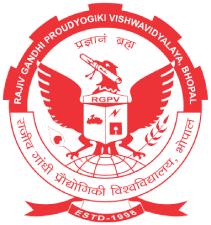 RAJIV GANDHI PROUDYOGIKI VISHWAVIDYALAYA, BHOPAL
प्रज्ञानं ब्रह्म
RGPV
राजीव गांधी प्रौद्योगिकी विश्वविद्यालय, भोपाल
ESTD-1998